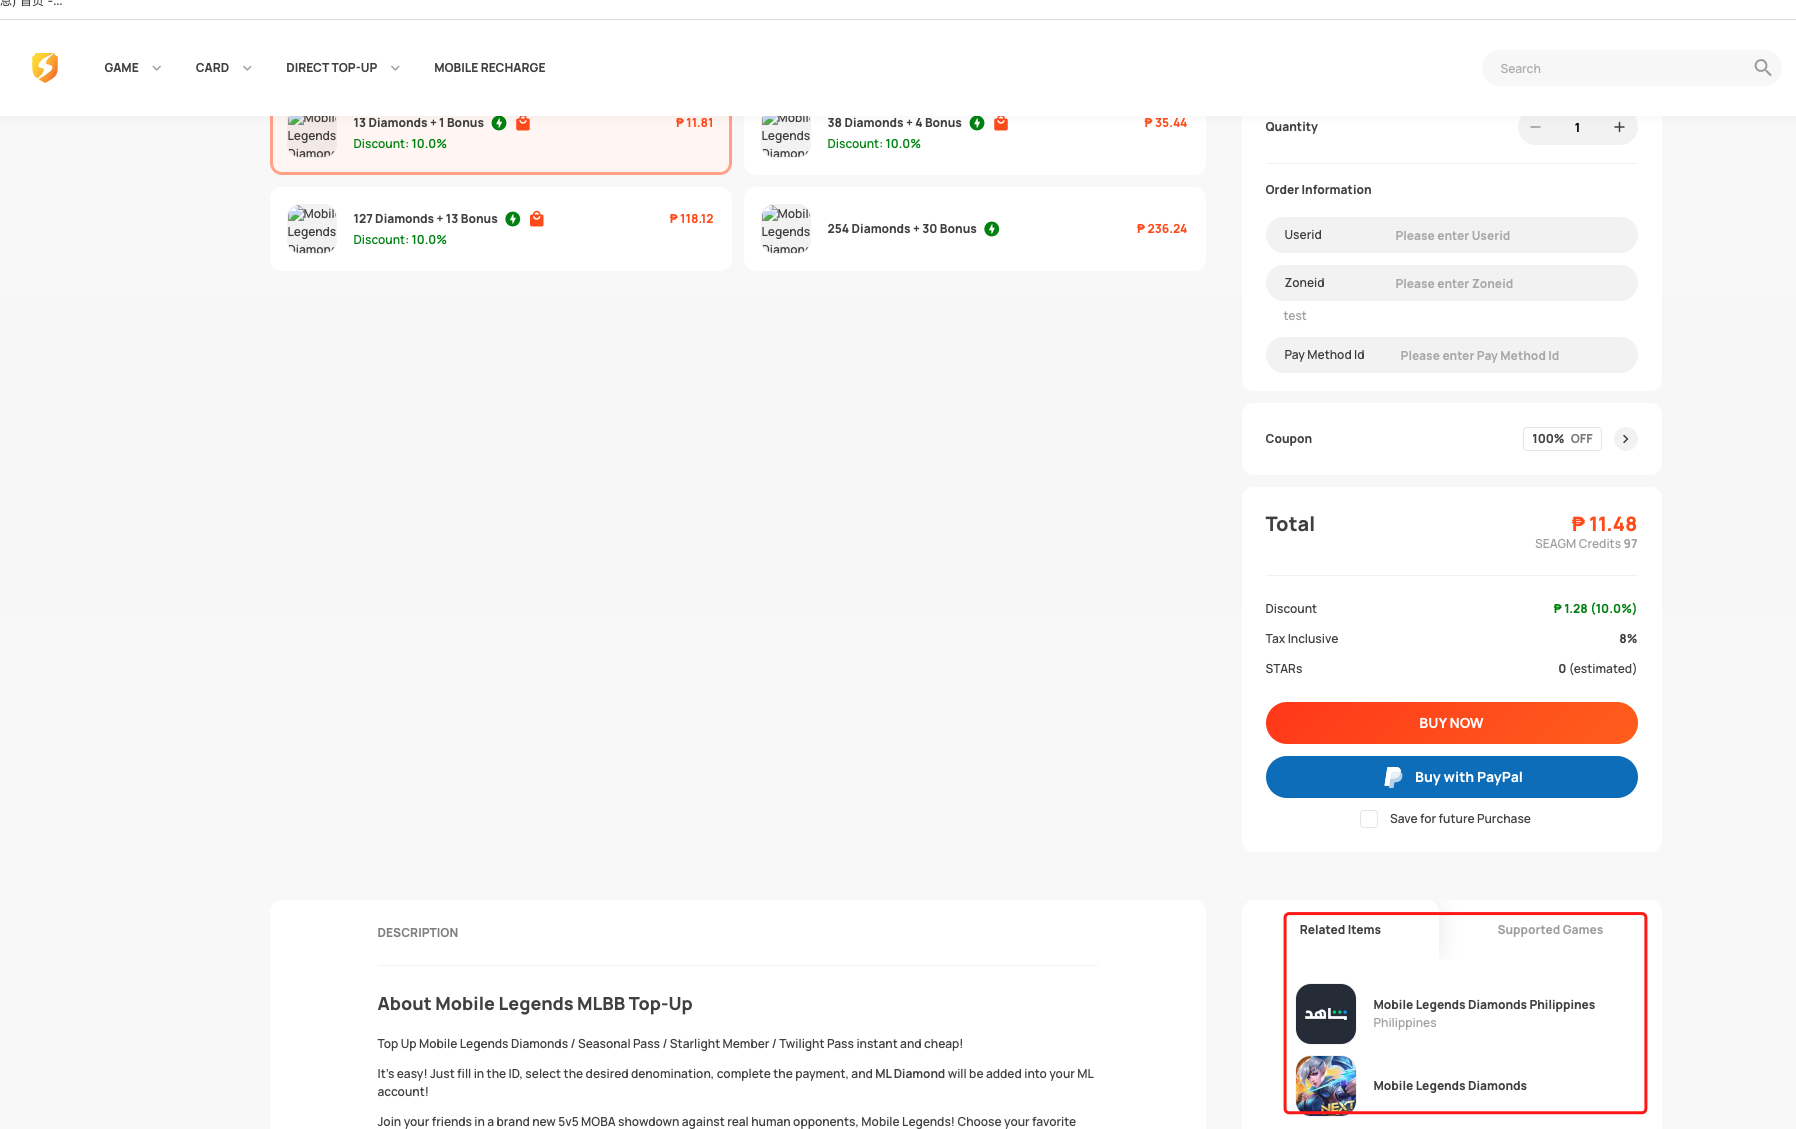 息) 首页 -...
GAME
CARD
DIRECT TOP-UP
MOBILE RECHARGE
Search
Mobil
Legends
Diamon
13 Diamonds + 1 Bonus
Discount: 10.0%
₱ 11.81
Mobil
Legends
Diamon
38 Diamonds + 4 Bonus
Discount: 10.0%
₱ 35.44
Mobil
Legends
Diamon
127 Diamonds + 13 Bonus
Discount: 10.0%
₱ 118.12
Mobil
Legends
Diamon
254 Diamonds + 30 Bonus
₱ 236.24
Quantity
1
Order Information
Userid Please enter Userid
Zoneid Please enter Zoneid
test
Pay Method Id Please enter Pay Method Id
Coupon 100% OFF
Total ₱ 11.48
SEAGM Credits 97
Discount ₱ 1.28 (10.0%)
Tax Inclusive 8%
STARs 0 (estimated)
BUY NOW
Buy with PayPal
Save for future Purchase
DESCRIPTION
About Mobile Legends MLBB Top-Up
Top Up Mobile Legends Diamonds / Seasonal Pass / Starlight Member / Twilight Pass instant and cheap!
It's easy! Just fill in the ID, select the desired denomination, complete the payment, and ML Diamond will be added into your ML
account!
Join your friends in a brand new 5v5 MOBA showdown against real human opponents, Mobile Legends! Choose your favorite
Related Items
Supported Games
شاهد
Mobile Legends Diamonds Philippines
Philippines
NEXT
Mobile Legends Diamonds